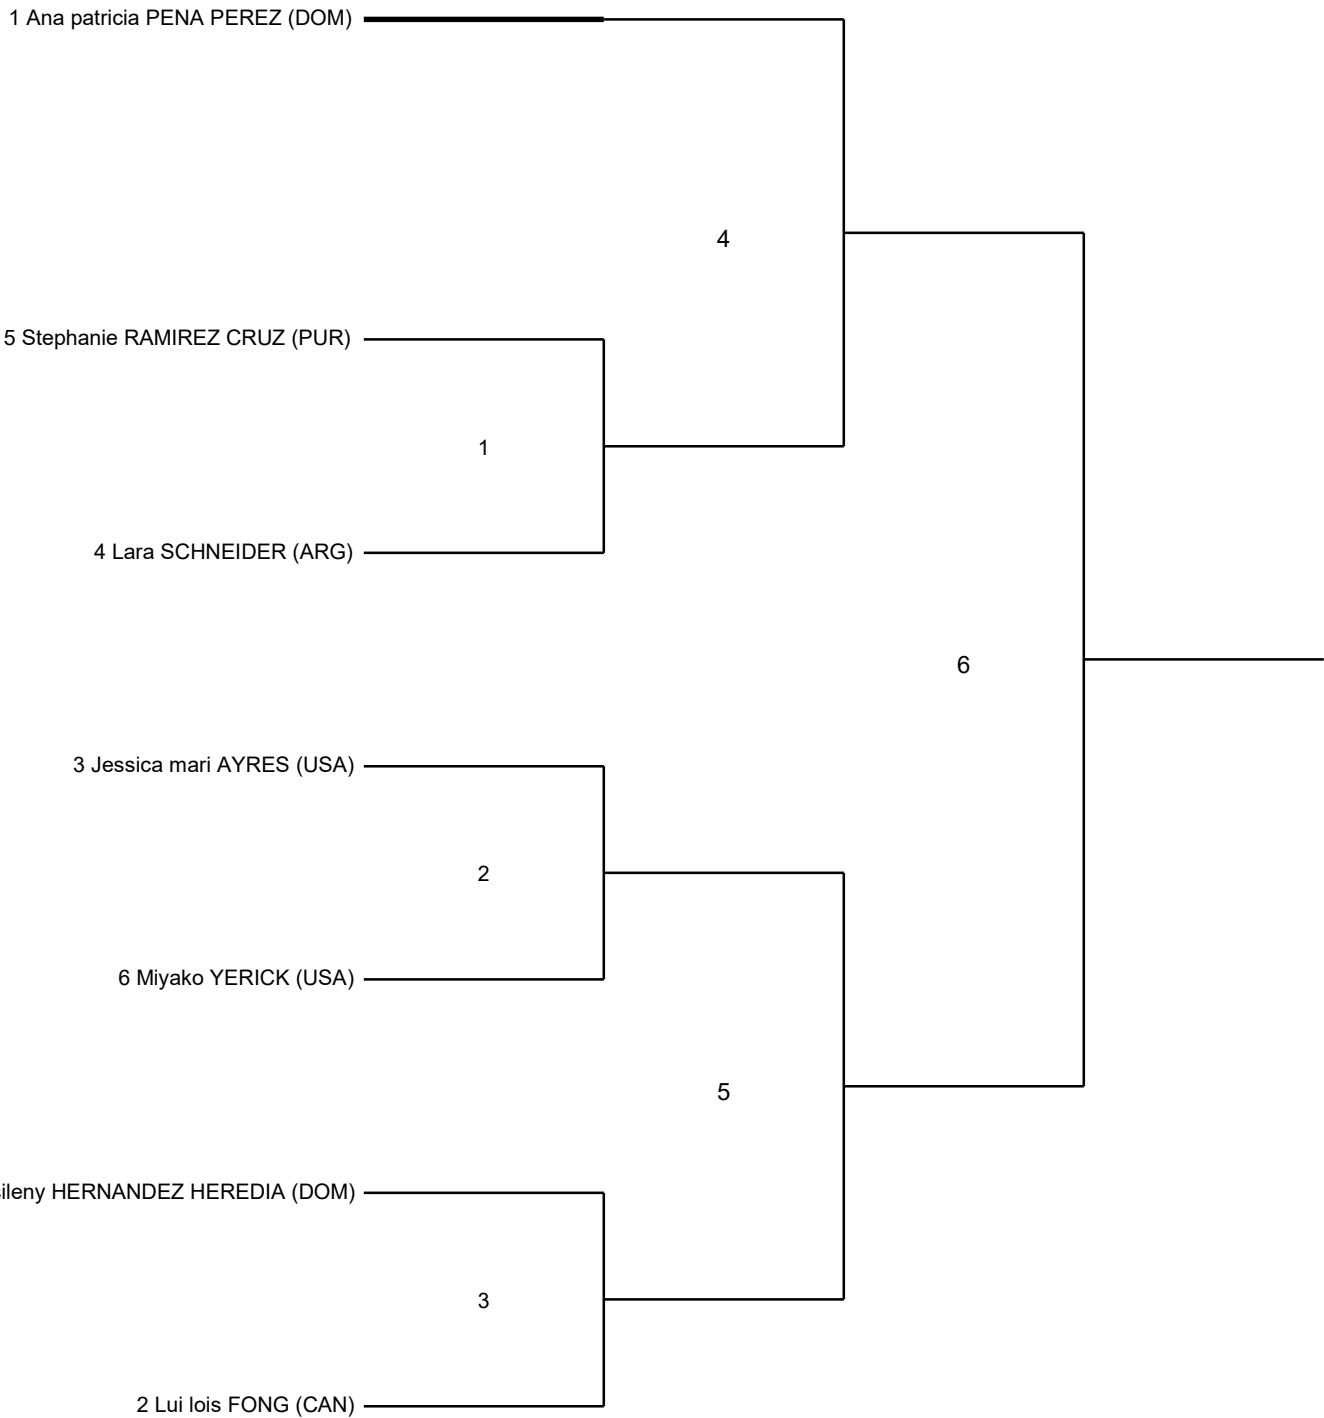 1 Ana patricia PENA PEREZ (DOM)
4
5 Stephanie RAMIREZ CRUZ (PUR)
1
4 Lara SCHNEIDER (ARG)
6
3 Jessica mari AYRES (USA)
2
6 Miyako YERICK (USA)
5
HERNANDEZ HEREDIA (DOM)
3
2 Lui lois FONG (CAN)